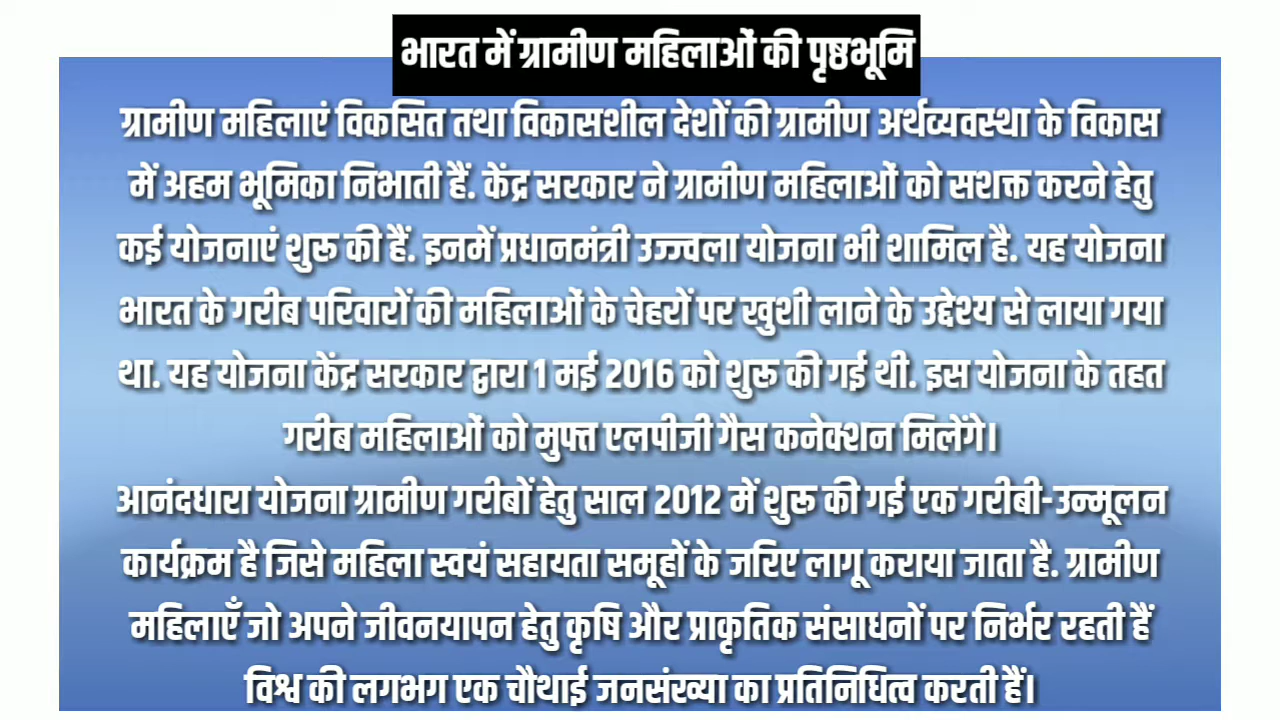 भारत में ग्रामीण महिलाओं की पृष्ठभूमि
ग्रामीण महिलाएं विकसित तथा विकासशील देशों की ग्रामीण अर्थव्यवस्था के विकास
में अहम भूमिका निभाती हैं. केंद्र सरकार ने ग्रामीण महिलाओं को सशक्त करने हेतु
कई योजनाएं शुरू की हैं. इनमें प्रधानमंत्री उज्ज्वला योजना भी शामिल है. यह योजना
भारत के गरीब परिवारों की महिलाओं के चेहरों पर खुशी लाने के उद्देश्य से लाया गया
था. यह योजना केंद्र सरकार द्वारा 1 मई 2016 को शुरू की गई थी. इस योजना के तहत
गरीब महिलाओं को मुफ्त एलपीजी गैस कनेक्शन मिलेंगे।
आनंदधारा योजना ग्रामीण गरीबों हेतु साल 2012 में शुरू की गई एक गरीबी-उन्मूलन
कार्यक्रम है जिसे महिला स्वयं सहायता समूहों के जरिए लागू कराया जाता है. ग्रामीण
महिलाएँ जो अपने जीवनयापन हेतु कृषि और प्राकृतिक संसाधनों पर निर्भर रहती हैं
विश्व की लगभग एक चौथाई जनसंख्या का प्रतिनिधित्व करती हैं।